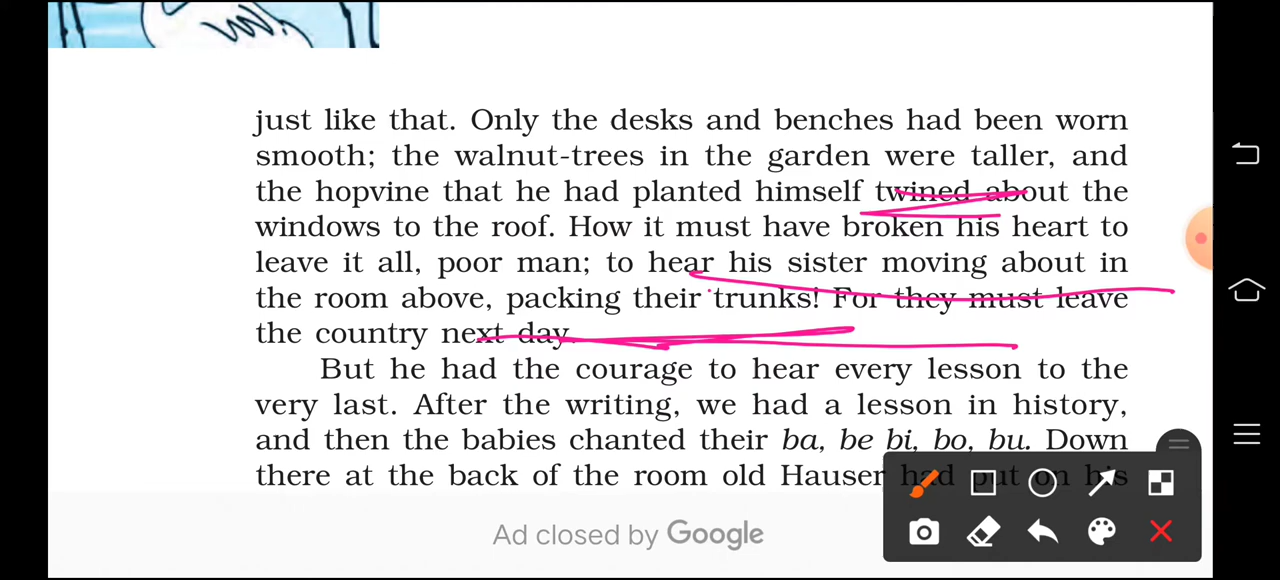 just like that. Only the desks and benches had been worn
smooth; the walnut-trees in the garden were taller, and
the hopvine that he had planted himself twined about the
windows to the roof. How it must have broken his heart to
leave it all, poor man; to hear his sister moving about in
the room above, packing their trunks! For they must leave
the country next day.
But he had the courage to hear every lesson to the
very last. After the writing, we had a lesson in history,
and then the babies chanted their ba, be bi, bo, bu. Down
there at the back of the room old Hauser had put on his
Ad closed by Google